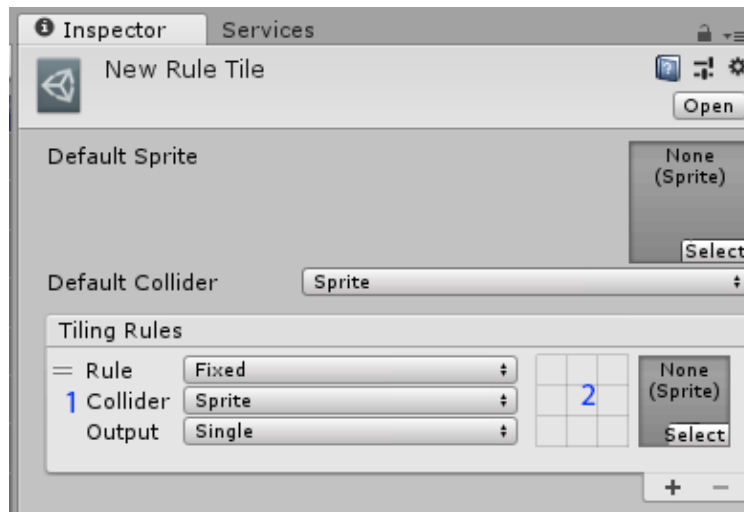 Inspector Services
New Rule Tile
Open
Default Sprite
None
(Sprite)
Select
Default Collider Sprite
Tiling Rules
Rule Fixed
1 Collider Sprite
Output Single
2
None
(Sprite)
Select
+ −